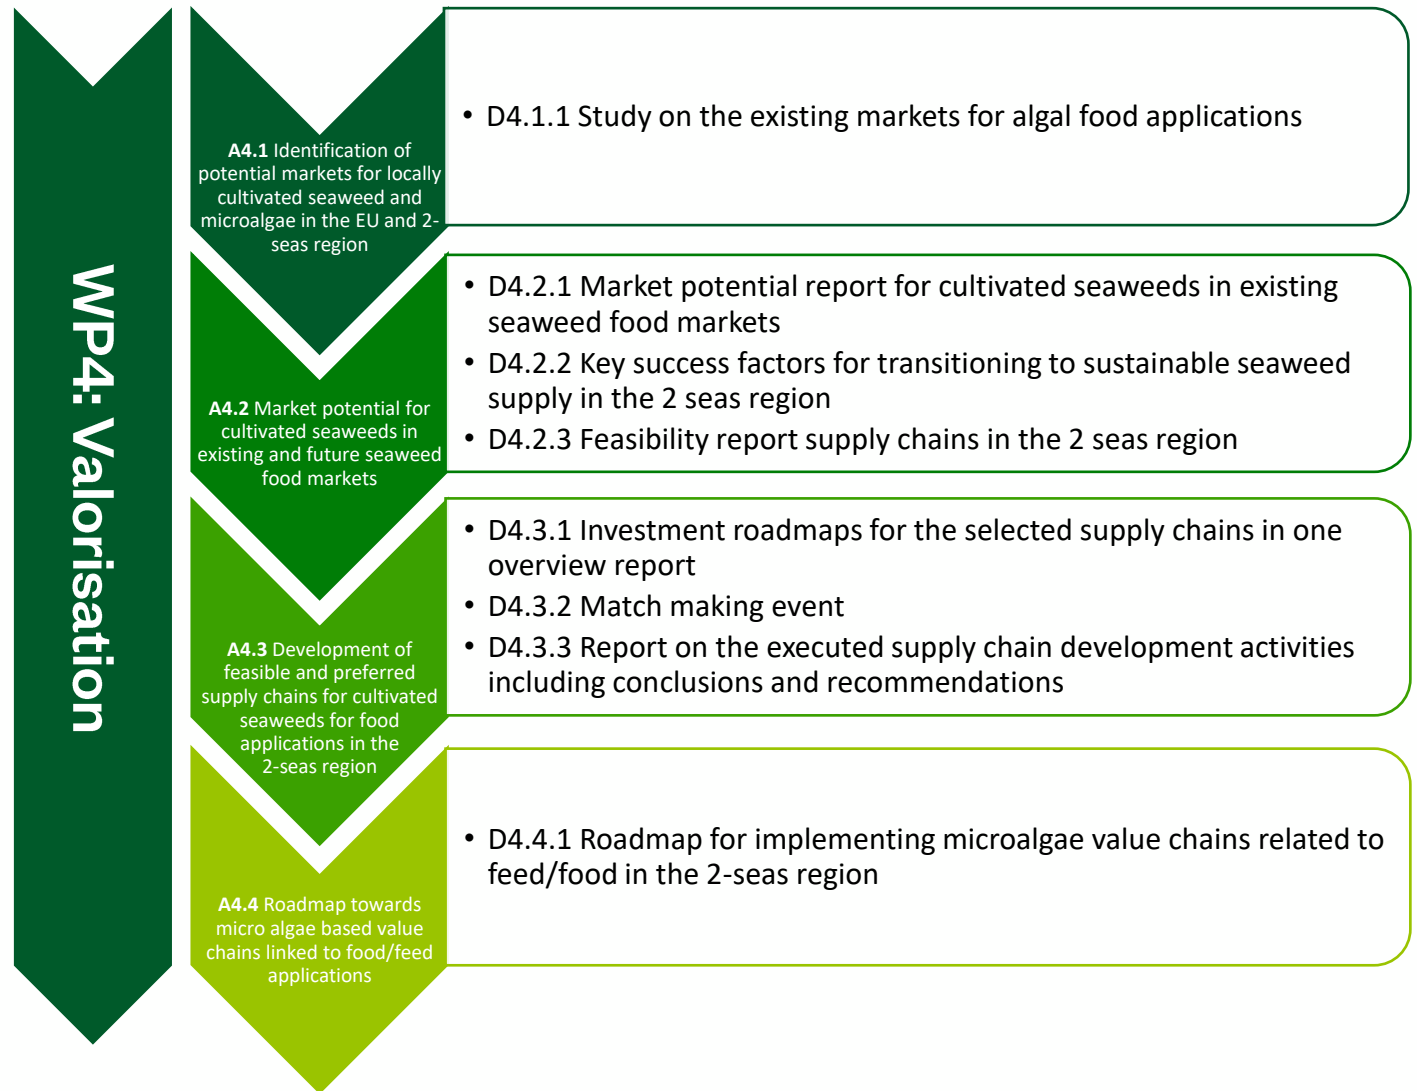 WP4: Valorisation
A4.1 Identification of
potential markets for locally
cultivated seaweed and
microalgae in the EU and 2-
seas region
• D4.1.1 Study on the existing markets for algal food applications
A4.2 Market potential for
cultivated seaweeds in
existing and future seaweed
food markets
• D4.2.1 Market potential report for cultivated seaweeds in existing
seaweed food markets
• D4.2.2 Key success factors for transitioning to sustainable seaweed
supply in the 2 seas region
• D4.2.3 Feasibility report supply chains in the 2 seas region
A4.3 Development of
feasible and preferred
supply chains for cultivated
seaweeds for food
applications in the
2-seas region
• D4.3.1 Investment roadmaps for the selected supply chains in one
overview report
• D4.3.2 Match making event
• D4.3.3 Report on the executed supply chain development activities
including conclusions and recommendations
A4.4 Roadmap towards
micro algae based value
chains linked to food/feed
applications
• D4.4.1 Roadmap for implementing microalgae value chains related to
feed/food in the 2-seas region